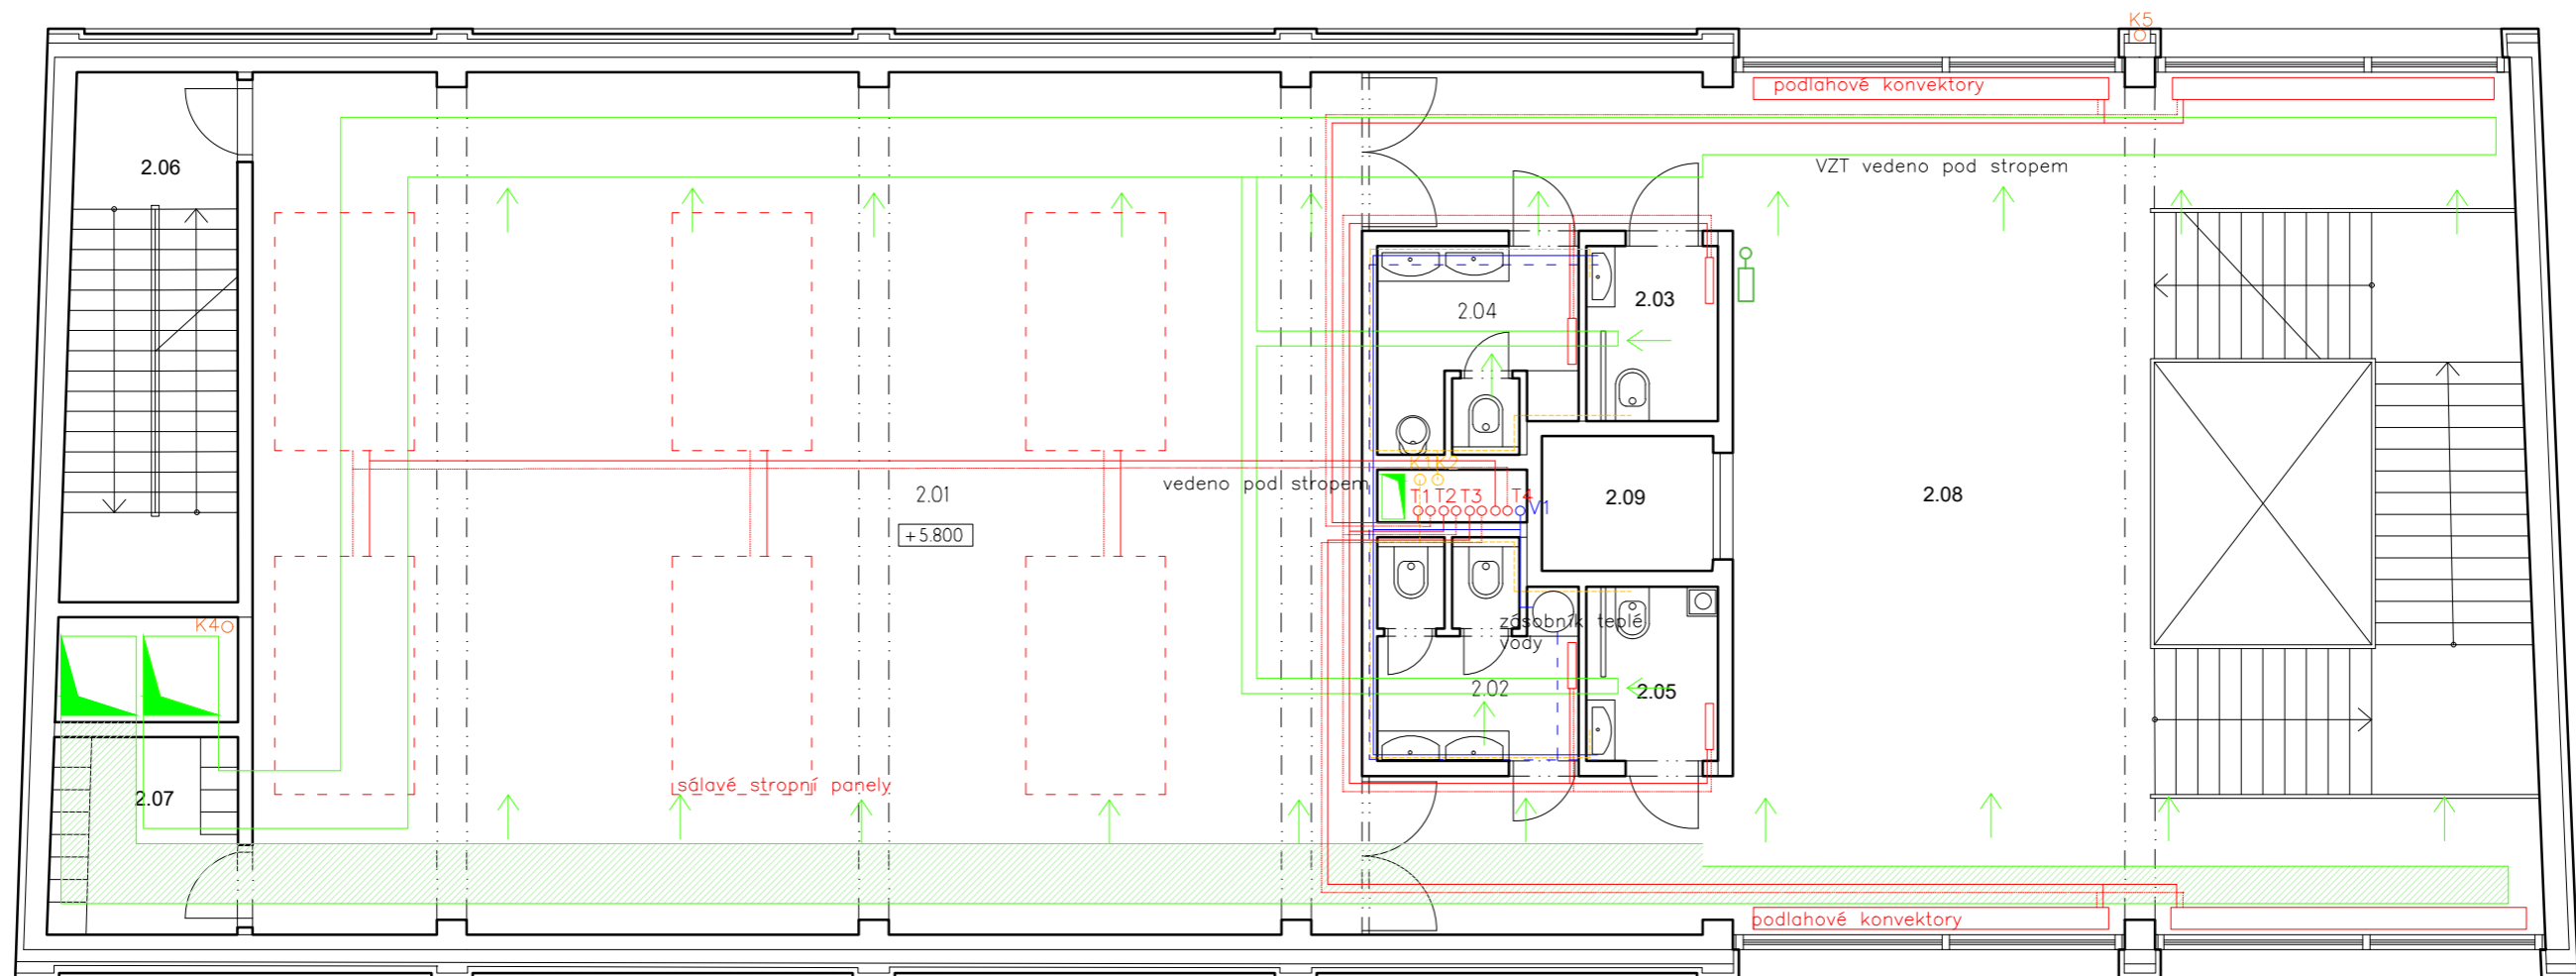 K5
podlahové konvektory
2.06
VZT vedeno pod stropem
2.03
2.04
K1 K2
vedeno pod stropem
2.01
T1 T2 T3 T4
V1
2.09
2.08
+5.800
K4
zásobník teplé
vody
2.02
2.05
sálavé stropní panely
2.07
podlahové konvektory